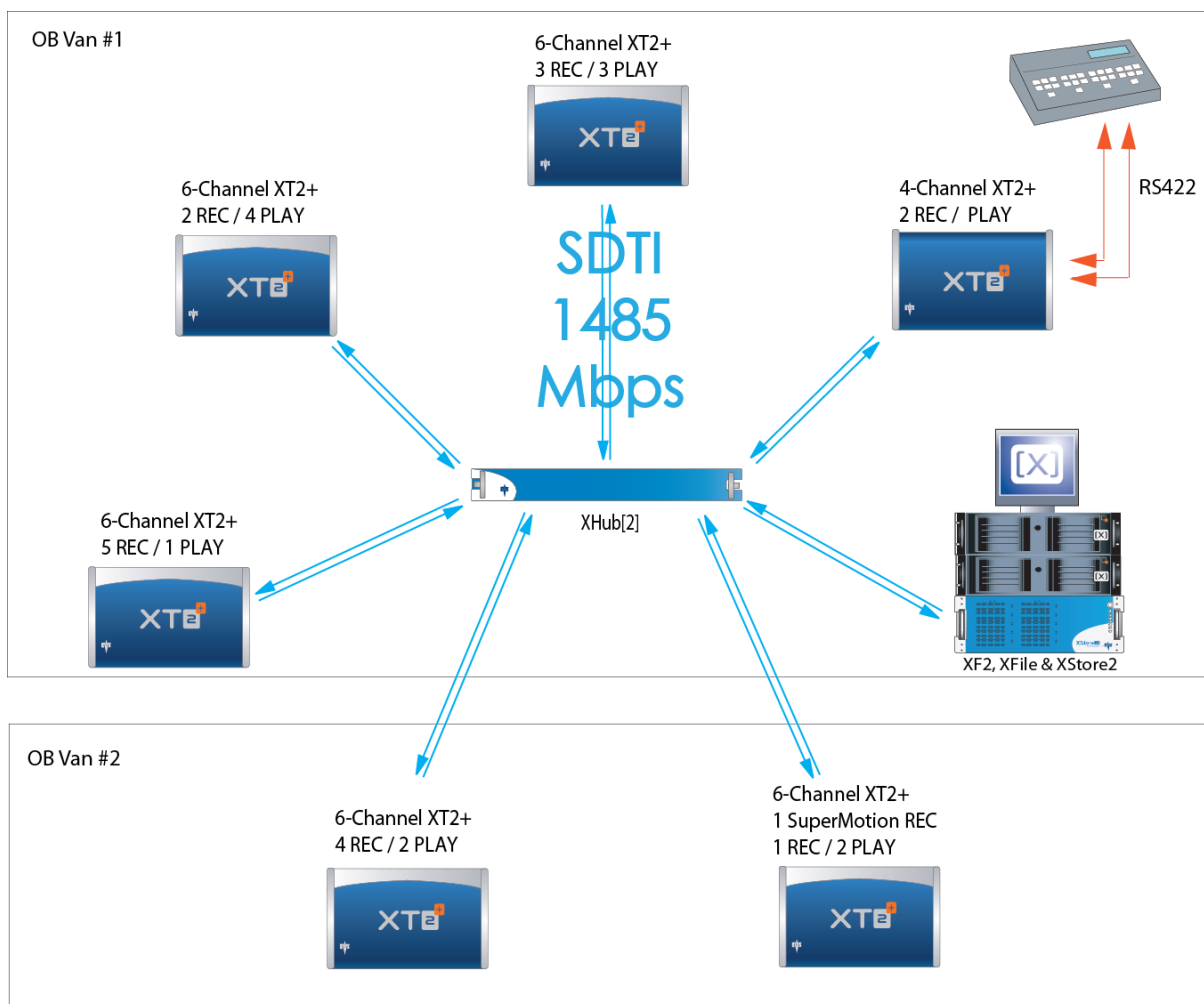 OB Van #1
6-Channel XT2+
3 REC / 3 PLAY
XT2+
6-Channel XT2+
2 REC / 4 PLAY
XT2+
4-Channel XT2+
2 REC / PLAY
XT2+
RS422
SDTI
1485
Mbps
[X]
XHub[2]
6-Channel XT2+
5 REC / 1 PLAY
XT2+
[X]
[X]
XStore2
XF2, XFile & XStore2
OB Van #2
6-Channel XT2+
4 REC / 2 PLAY
XT2+
6-Channel XT2+
1 SuperMotion REC
1 REC / 2 PLAY
XT2+